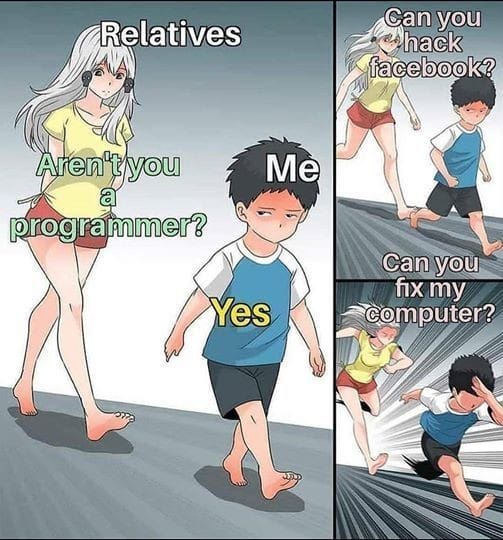 Relatives
Aren't you
a
programmer?
Me
Yes
Can you
hack
facebook?
Can you
fix my
computer?